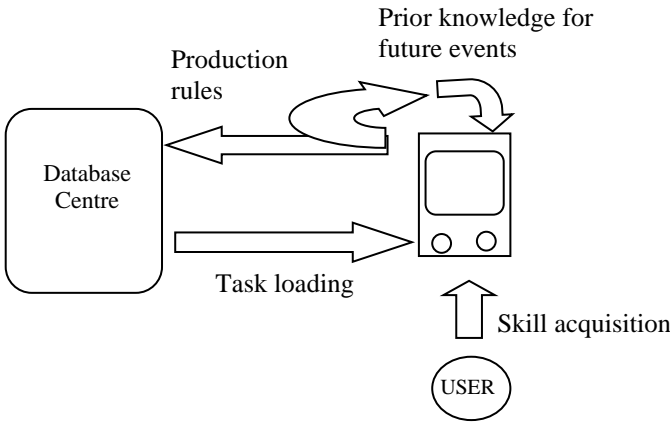 Prior knowledge for
future events
Production
rules
Database
Centre
Task loading
Skill acquisition
USER